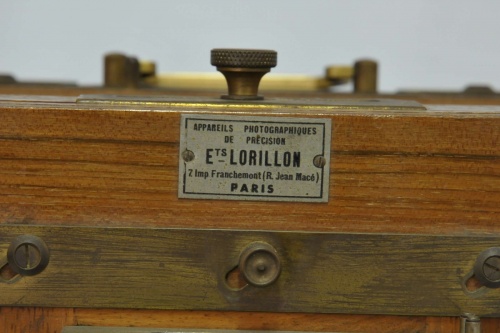 APPAREILS PHOTOGRAPHIQUES
DE PRÉCISION
ETS LORILLON
7 Imp Franchemont (R. Jean Macé)
PARIS